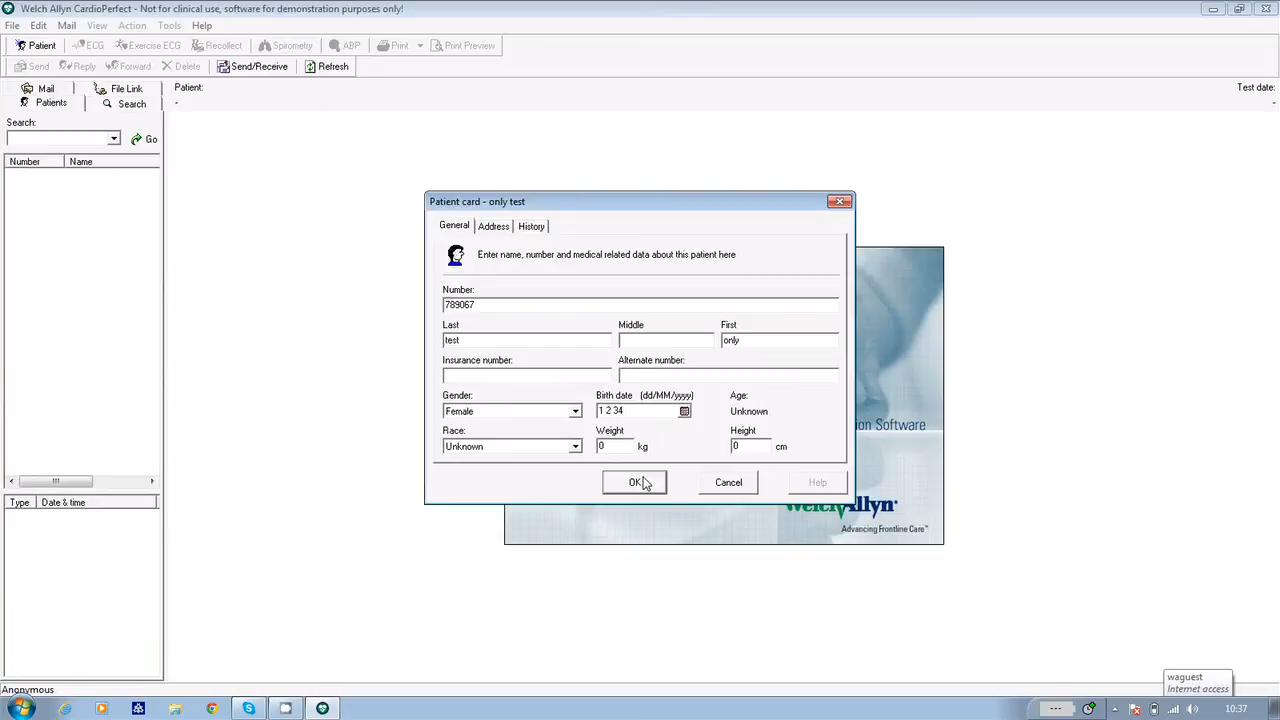 Welch Allyn CardioPerfect - Not for clinical use, software for demonstration purposes only!
File Edit Mail View Action Tools Help
Patient ECG Exercise ECG Recollect Spirometry ABP Print Print Preview
Send Reply Forward Delete Send/Receive Refresh
Mail File Link
Patients Search
Patient: Test date:
- -
Search:
Go
Number Name
Type Date & time
Patient card - only test
General Address History
Enter name, number and medical related data about this patient here
Number:
789067
Last Middle First
test only
Insurance number: Alternate number:
Gender: Birth date (dd/MM/yyyy) Age:
Female 1 2 34 Unknown
Race: Weight Height
Unknown 0 kg 0 cm
OK Cancel Help
ion Software
WelchAllyn
Advancing Frontline Care™
waguest
Internet access
Anonymous
--- 10:37